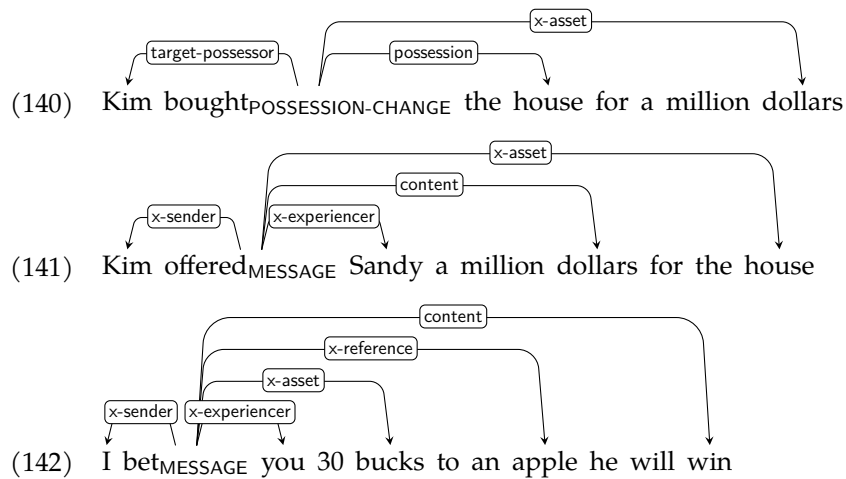 x-asset
target-possessor possession
(140) Kim bought POSSESSION-CHANGE the house for a million dollars
x-asset
content
x-sender x-experiencer
(141) Kim offered MESSAGE Sandy a million dollars for the house
content
x-reference
x-asset
x-sender x-experiencer
(142) I bet MESSAGE you 30 bucks to an apple he will win